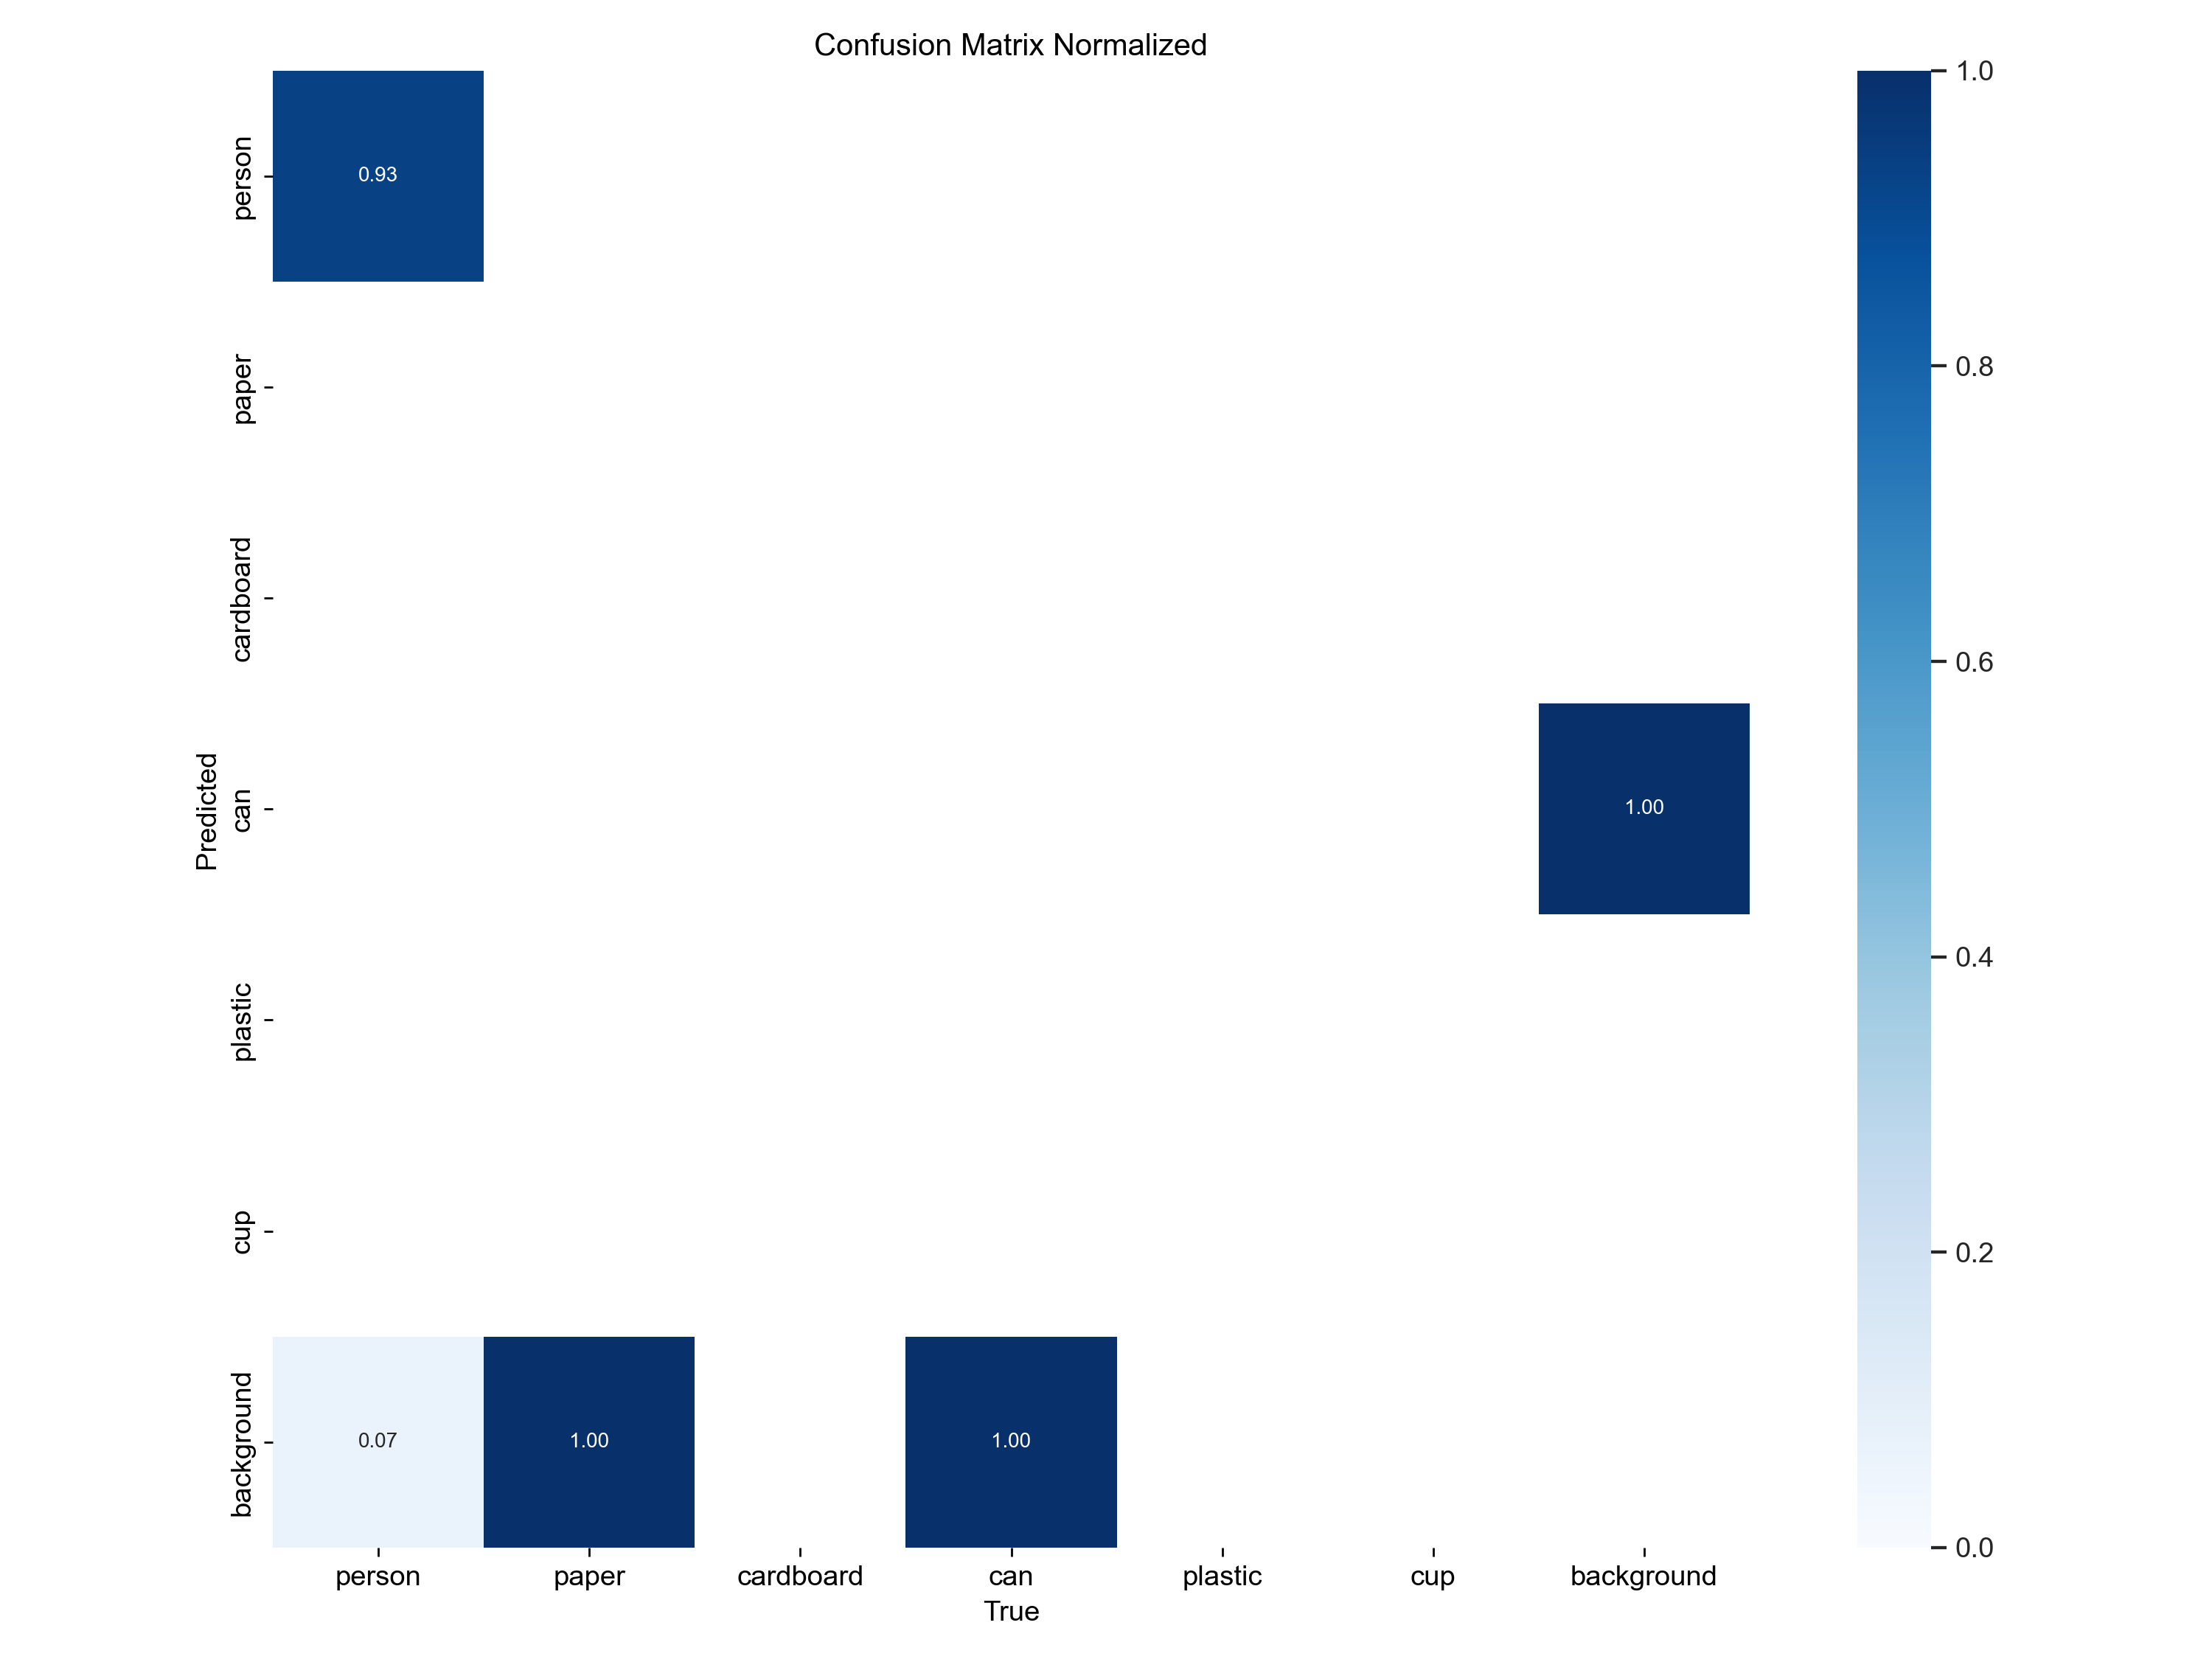 Confusion Matrix Normalized
person
paper
cardboard
can
plastic
cup
background
Predicted
0.93
1.00
0.07
1.00
1.00
person
paper
cardboard
can
plastic
cup
background
True
1.0
0.8
0.6
0.4
0.2
0.0